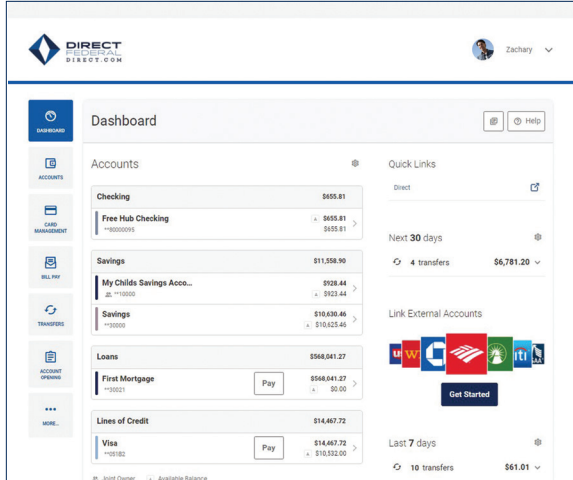 DIRECT
FEDERAL
DIRECT.COM
Zachary
DASHBOARD
ACCOUNTS
CARD
MANAGEMENT
BILL PAY
TRANSFERS
ACCOUNT
OPENING
MORE...
Dashboard
Help
Accounts
Checking $655.81
Free Hub Checking $655.81
**80000095 $655.81
Savings $11,558.90
My Childs Savings Acco... $928.44
**10000 $923.44
Savings $10,630.46
**30000 $10,625.46
Loans $568,041.27
First Mortgage Pay $568,041.27
**30021 $0.00
Lines of Credit $14,467.72
Visa Pay $14,467.72
**051B2 $10,532.00
Joint Owner Available Balance
Quick Links
Direct
Next 30 days
4 transfers $6,781.20
Link External Accounts
citi
Get Started
Last 7 days
10 transfers $61.01